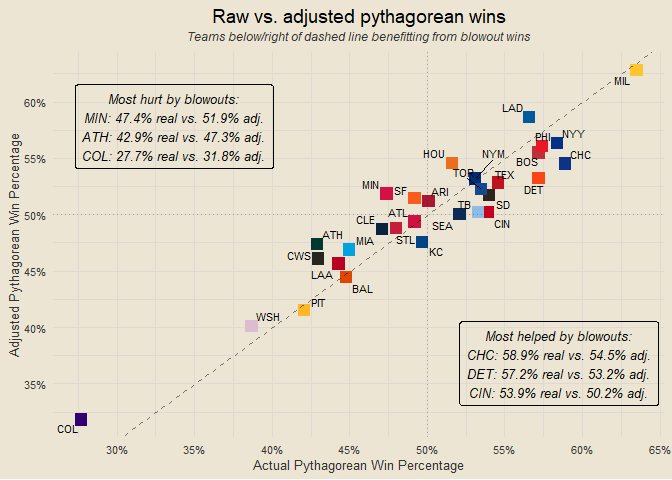 Raw vs. adjusted pythagorean wins
Teams below/right of dashed line benefitting from blowout wins
Adjusted Pythagorean Win Percentage
60%
55%
50%
45%
40%
35%
Most hurt by blowouts:
MIN: 47.4% real vs. 51.9% adj.
ATH: 42.9% real vs. 47.3% adj.
COL: 27.7% real vs. 31.8% adj.
MIL
LAD
PHI
NYY
HOU
NYM
BOS
CHC
TOR
TEX
DET
MIN
SF
ARI
TB
SD
CLE
ATL
SEA
CIN
ATH
MIA
STL
KC
CWS
LAA
BAL
WSH
PIT
COL
Most helped by blowouts:
CHC: 58.9% real vs. 54.5% adj.
DET: 57.2% real vs. 53.2% adj.
CIN: 53.9% real vs. 50.2% adj.
30%
35%
40%
45%
50%
55%
60%
65%
Actual Pythagorean Win Percentage